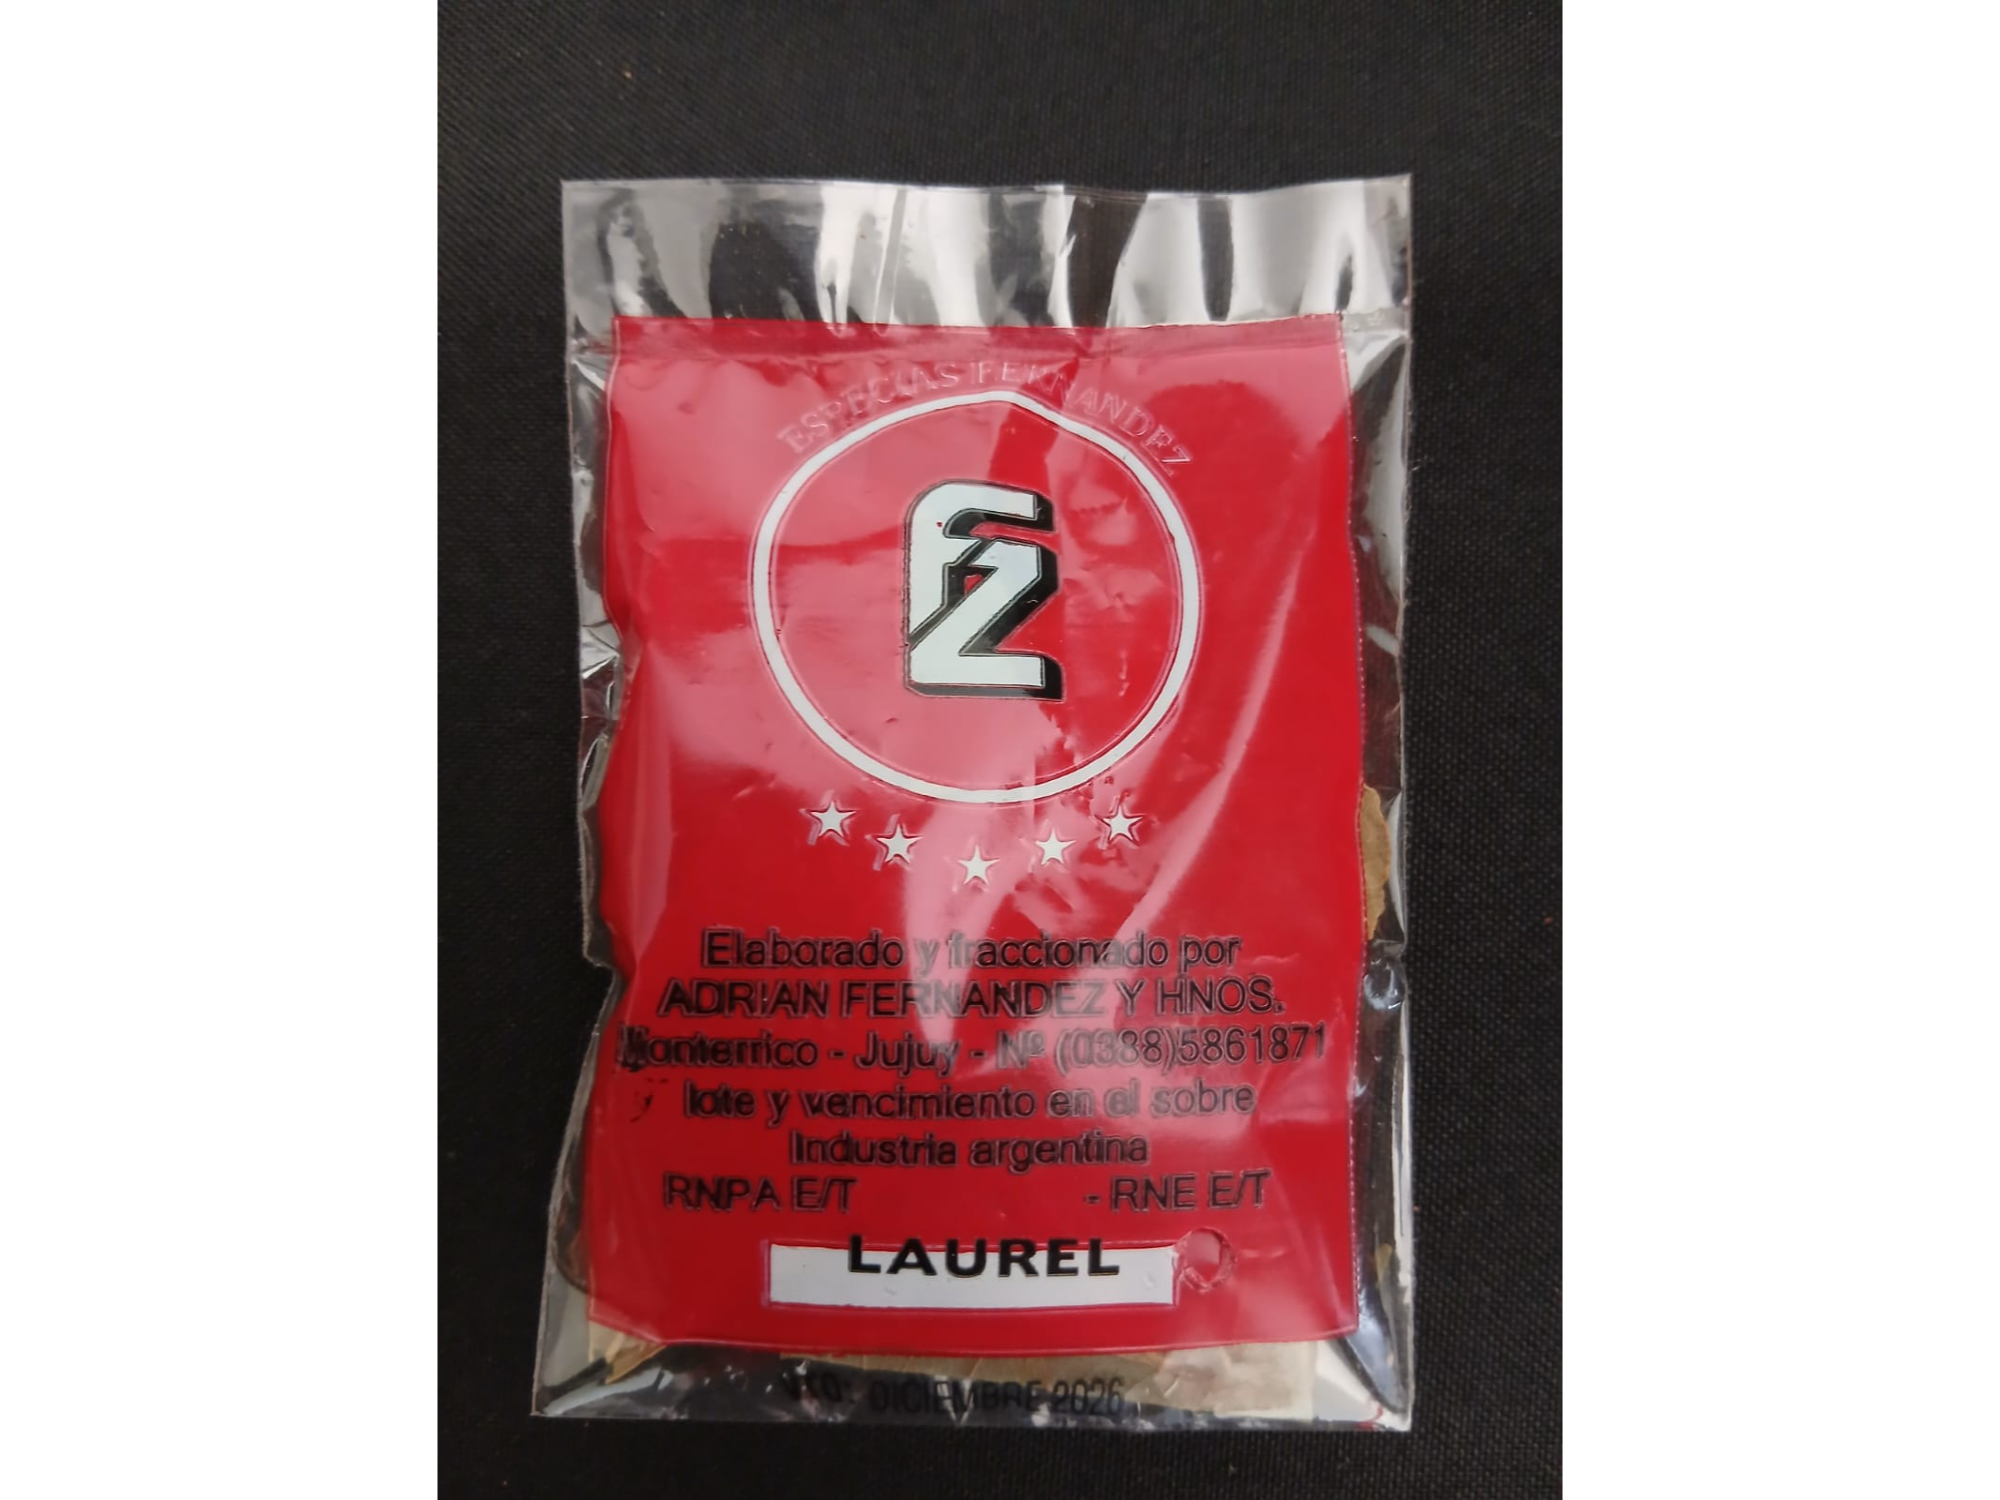 ESPECIAS FERNANDEZ
FZ
Elaborado y fraccionado por
ADRIAN FERNANDEZ Y HNOS.
Monterrico - Jujuy - Nº (0388)5861871
lote y vencimiento en el sobre
Industria argentina
RNPA E/T - RNE E/T
LAUREL
VTO: DICIEMBRE 2026